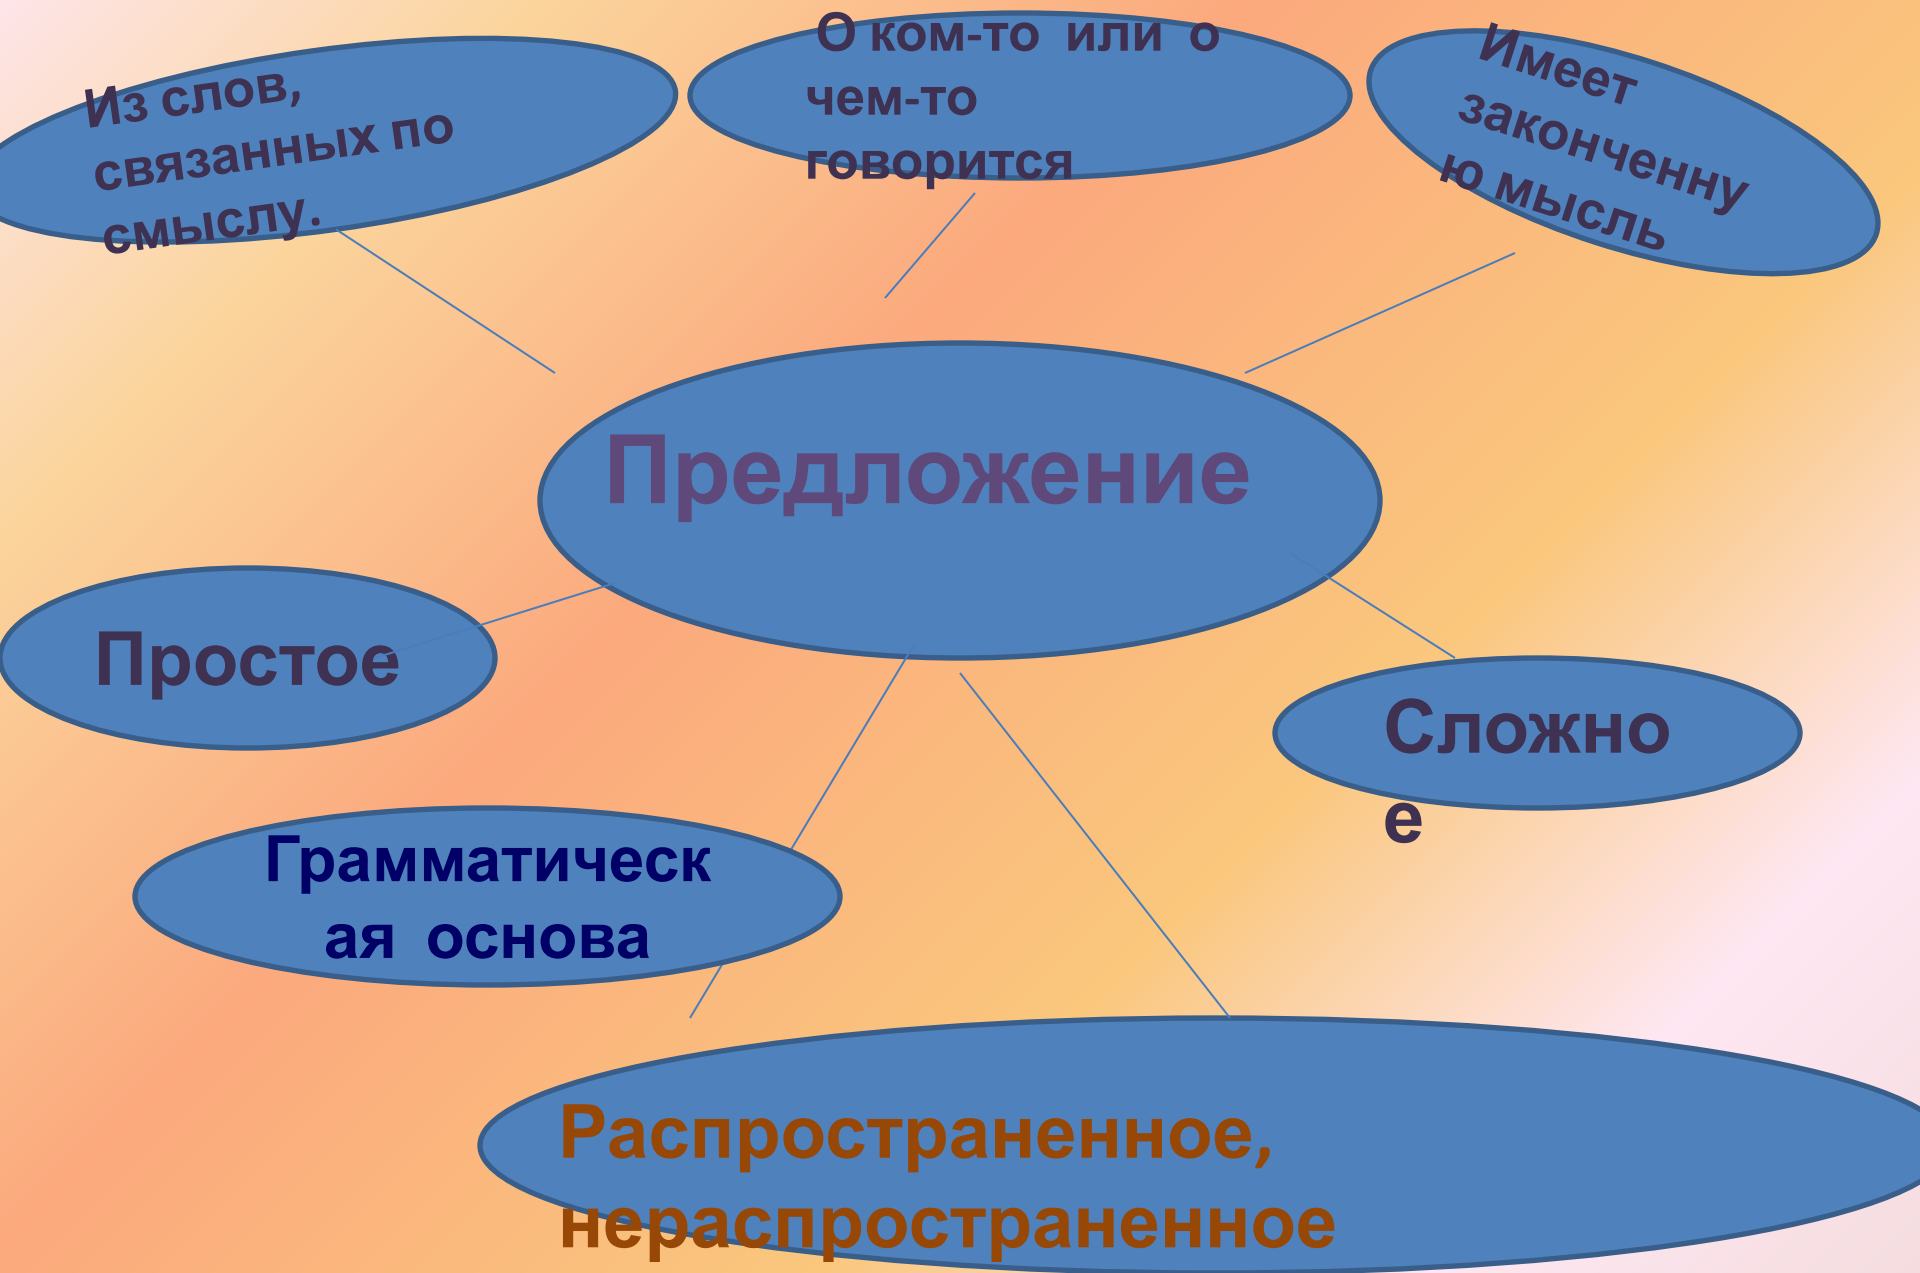 Из слов,
связанных по
смыслу.
О ком-то или о
чем-то
говорится
Имеет
законченну
ю мысль
Предложение
Простое
Сложно
е
Грамматическ
ая основа
Распространенное,
нераспространенное